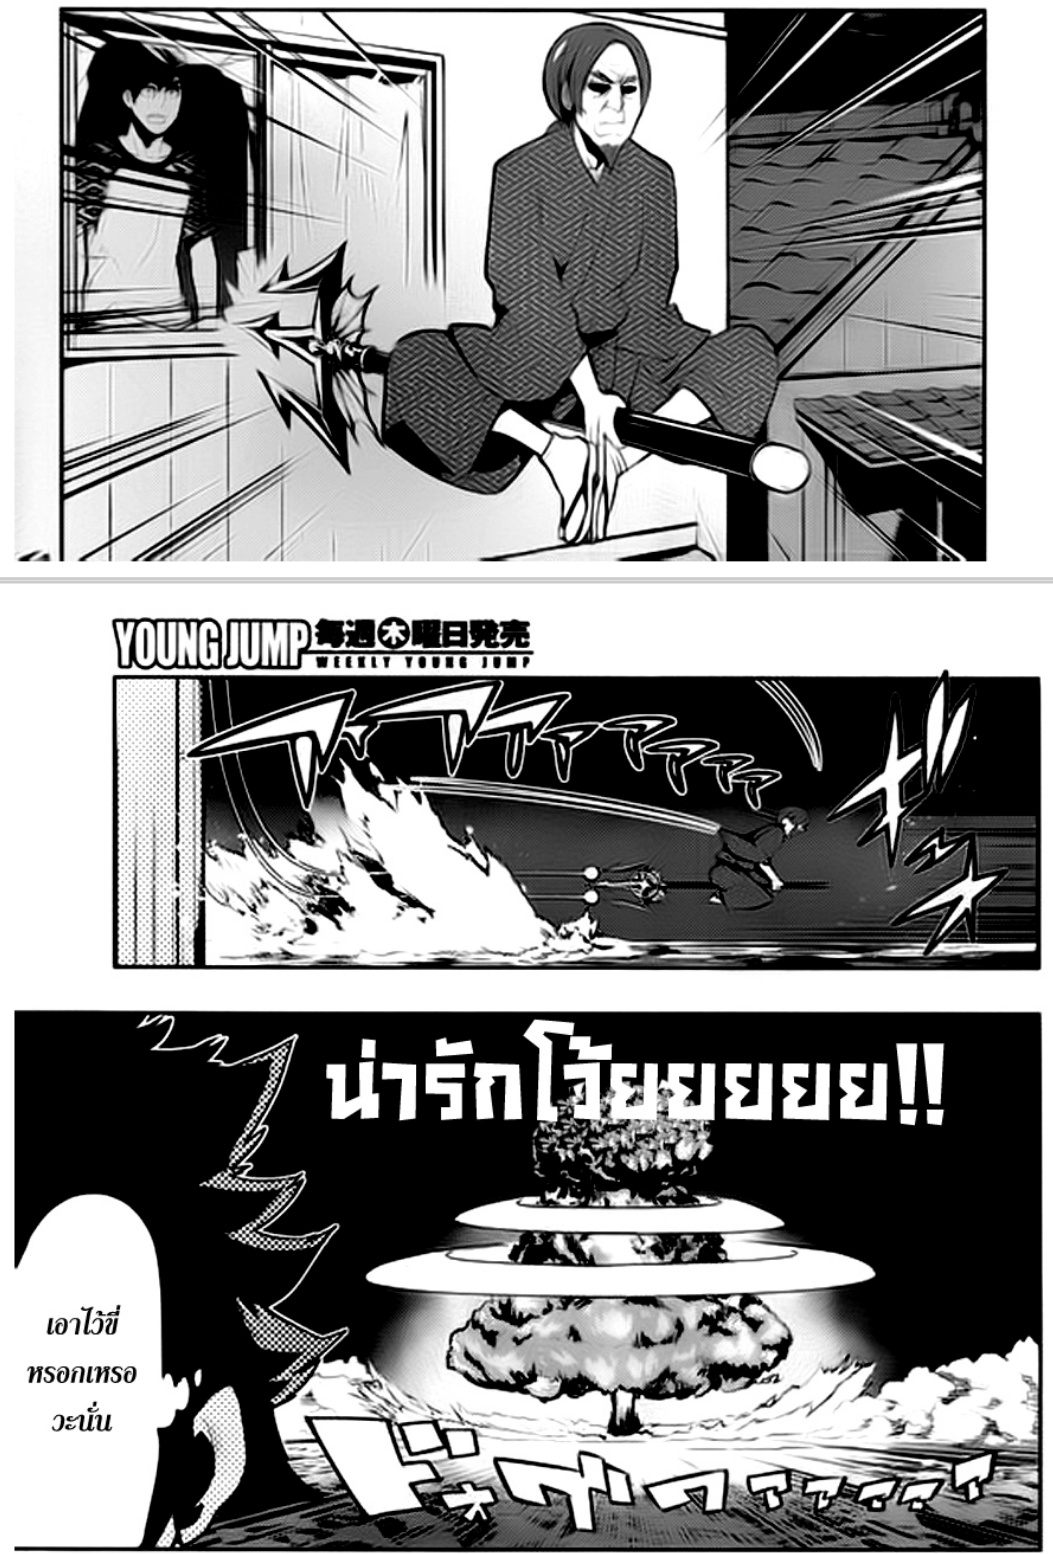 YOUNG JUMP 毎週木曜日発売
WEEKLY YOUNG JUMP
น่ารักโว้ยยยยยย!!
เอาไว้ขี่
หรอกเหรอ
วะนั่น